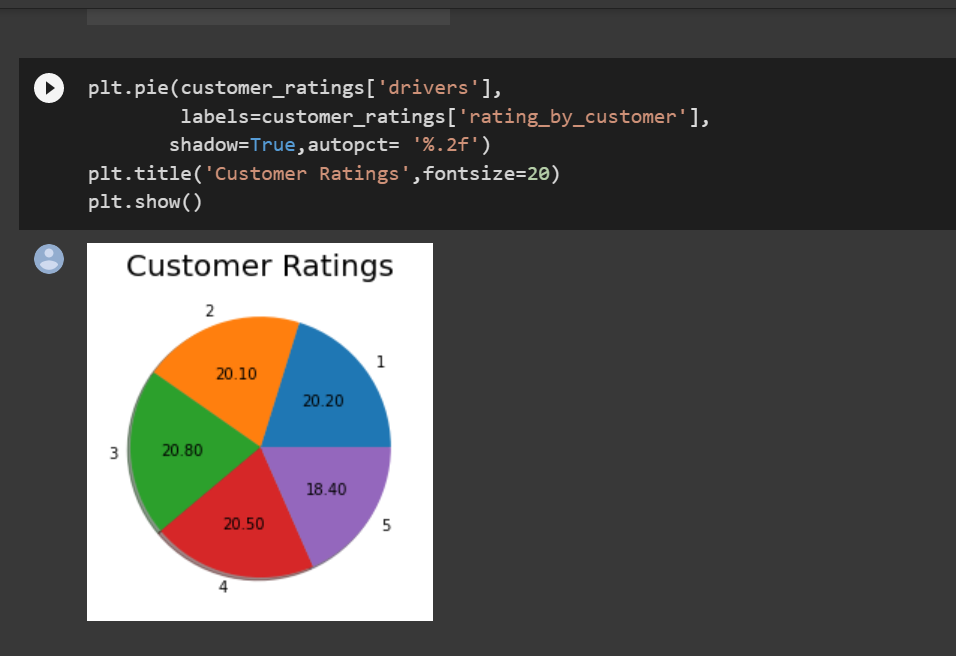 plt.pie(customer_ratings['drivers'],
        labels=customer_ratings['rating_by_customer'],
       shadow=True,autopct= '%.2f')
plt.title('Customer Ratings',fontsize=20)
plt.show()
Customer Ratings
2
1
20.10
20.20
3
20.80
18.40
20.50
5
4